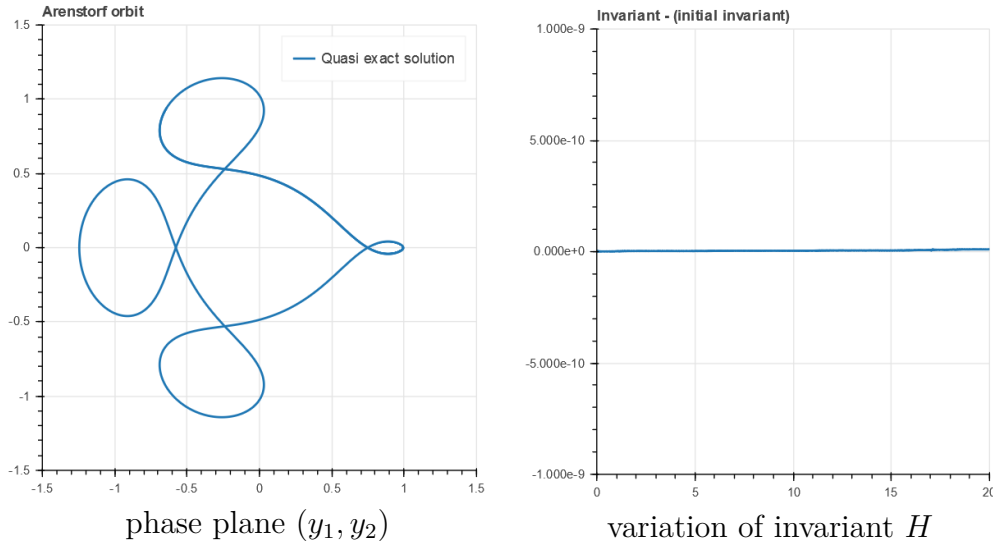 Arenstorf orbit
Quasi exact solution
1.5
1
0.5
0
-0.5
-1
-1.5
-1.5 -1 -0.5 0 0.5 1 1.5
phase plane (y₁, y₂)
Invariant - (initial invariant)
1.000e-9
5.000e-10
0.000e+0
-5.000e-10
-1.000e-9
0 5 10 15 20
variation of invariant H